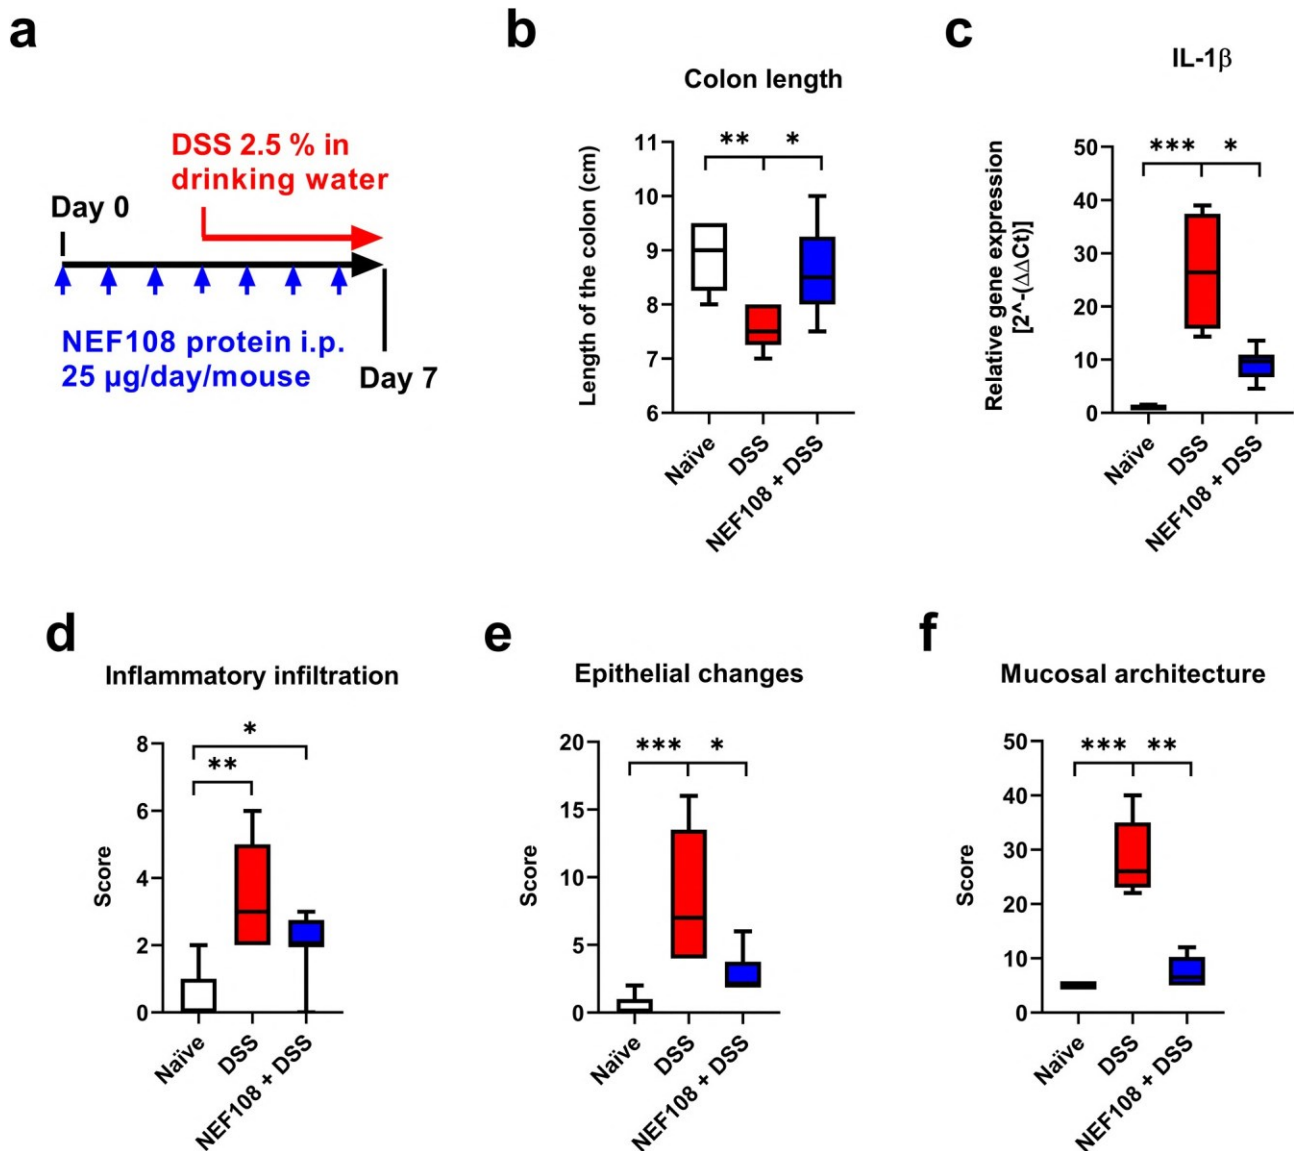 a
DSS 2.5 % in
drinking water
Day 0
NEF108 protein i.p.
25 µg/day/mouse
Day 7
b
Colon length
** *
Length of the colon (cm)
11
10
9
8
7
6
Naïve
DSS
NEF108 + DSS
c
IL-1β
*** *
Relative gene expression
[2^-(ΔΔCt)]
50
40
30
20
10
0
Naïve
DSS
NEF108 + DSS
d
Inflammatory infiltration
*
**
Score
8
6
4
2
0
Naïve
DSS
NEF108 + DSS
e
Epithelial changes
*** *
Score
20
15
10
5
0
Naïve
DSS
NEF108 + DSS
f
Mucosal architecture
*** **
Score
50
40
30
20
10
0
Naïve
DSS
NEF108 + DSS